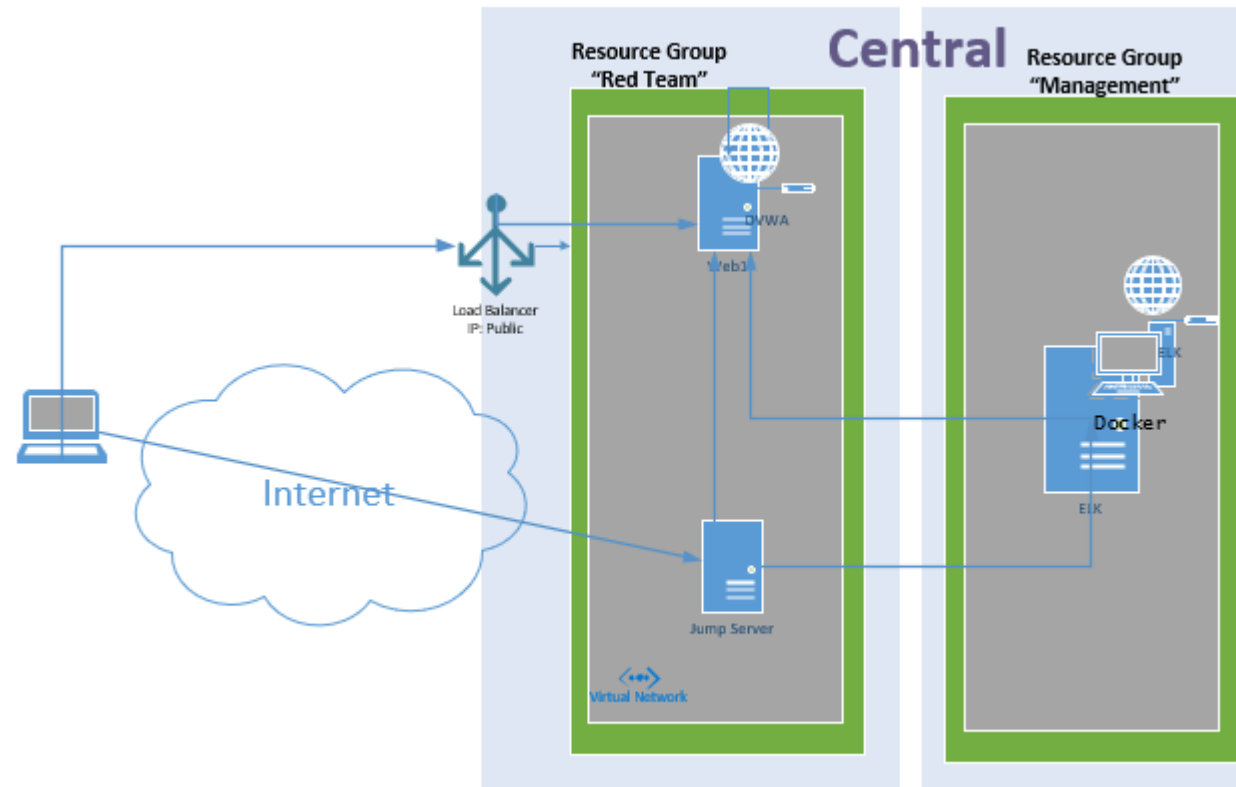 Central
Resource Group
“Red Team”
Resource Group
“Management”
DVWA
Web1
Load Balancer
IP: Public
ELK
Docker
ELK
Internet
Jump Server
Virtual Network